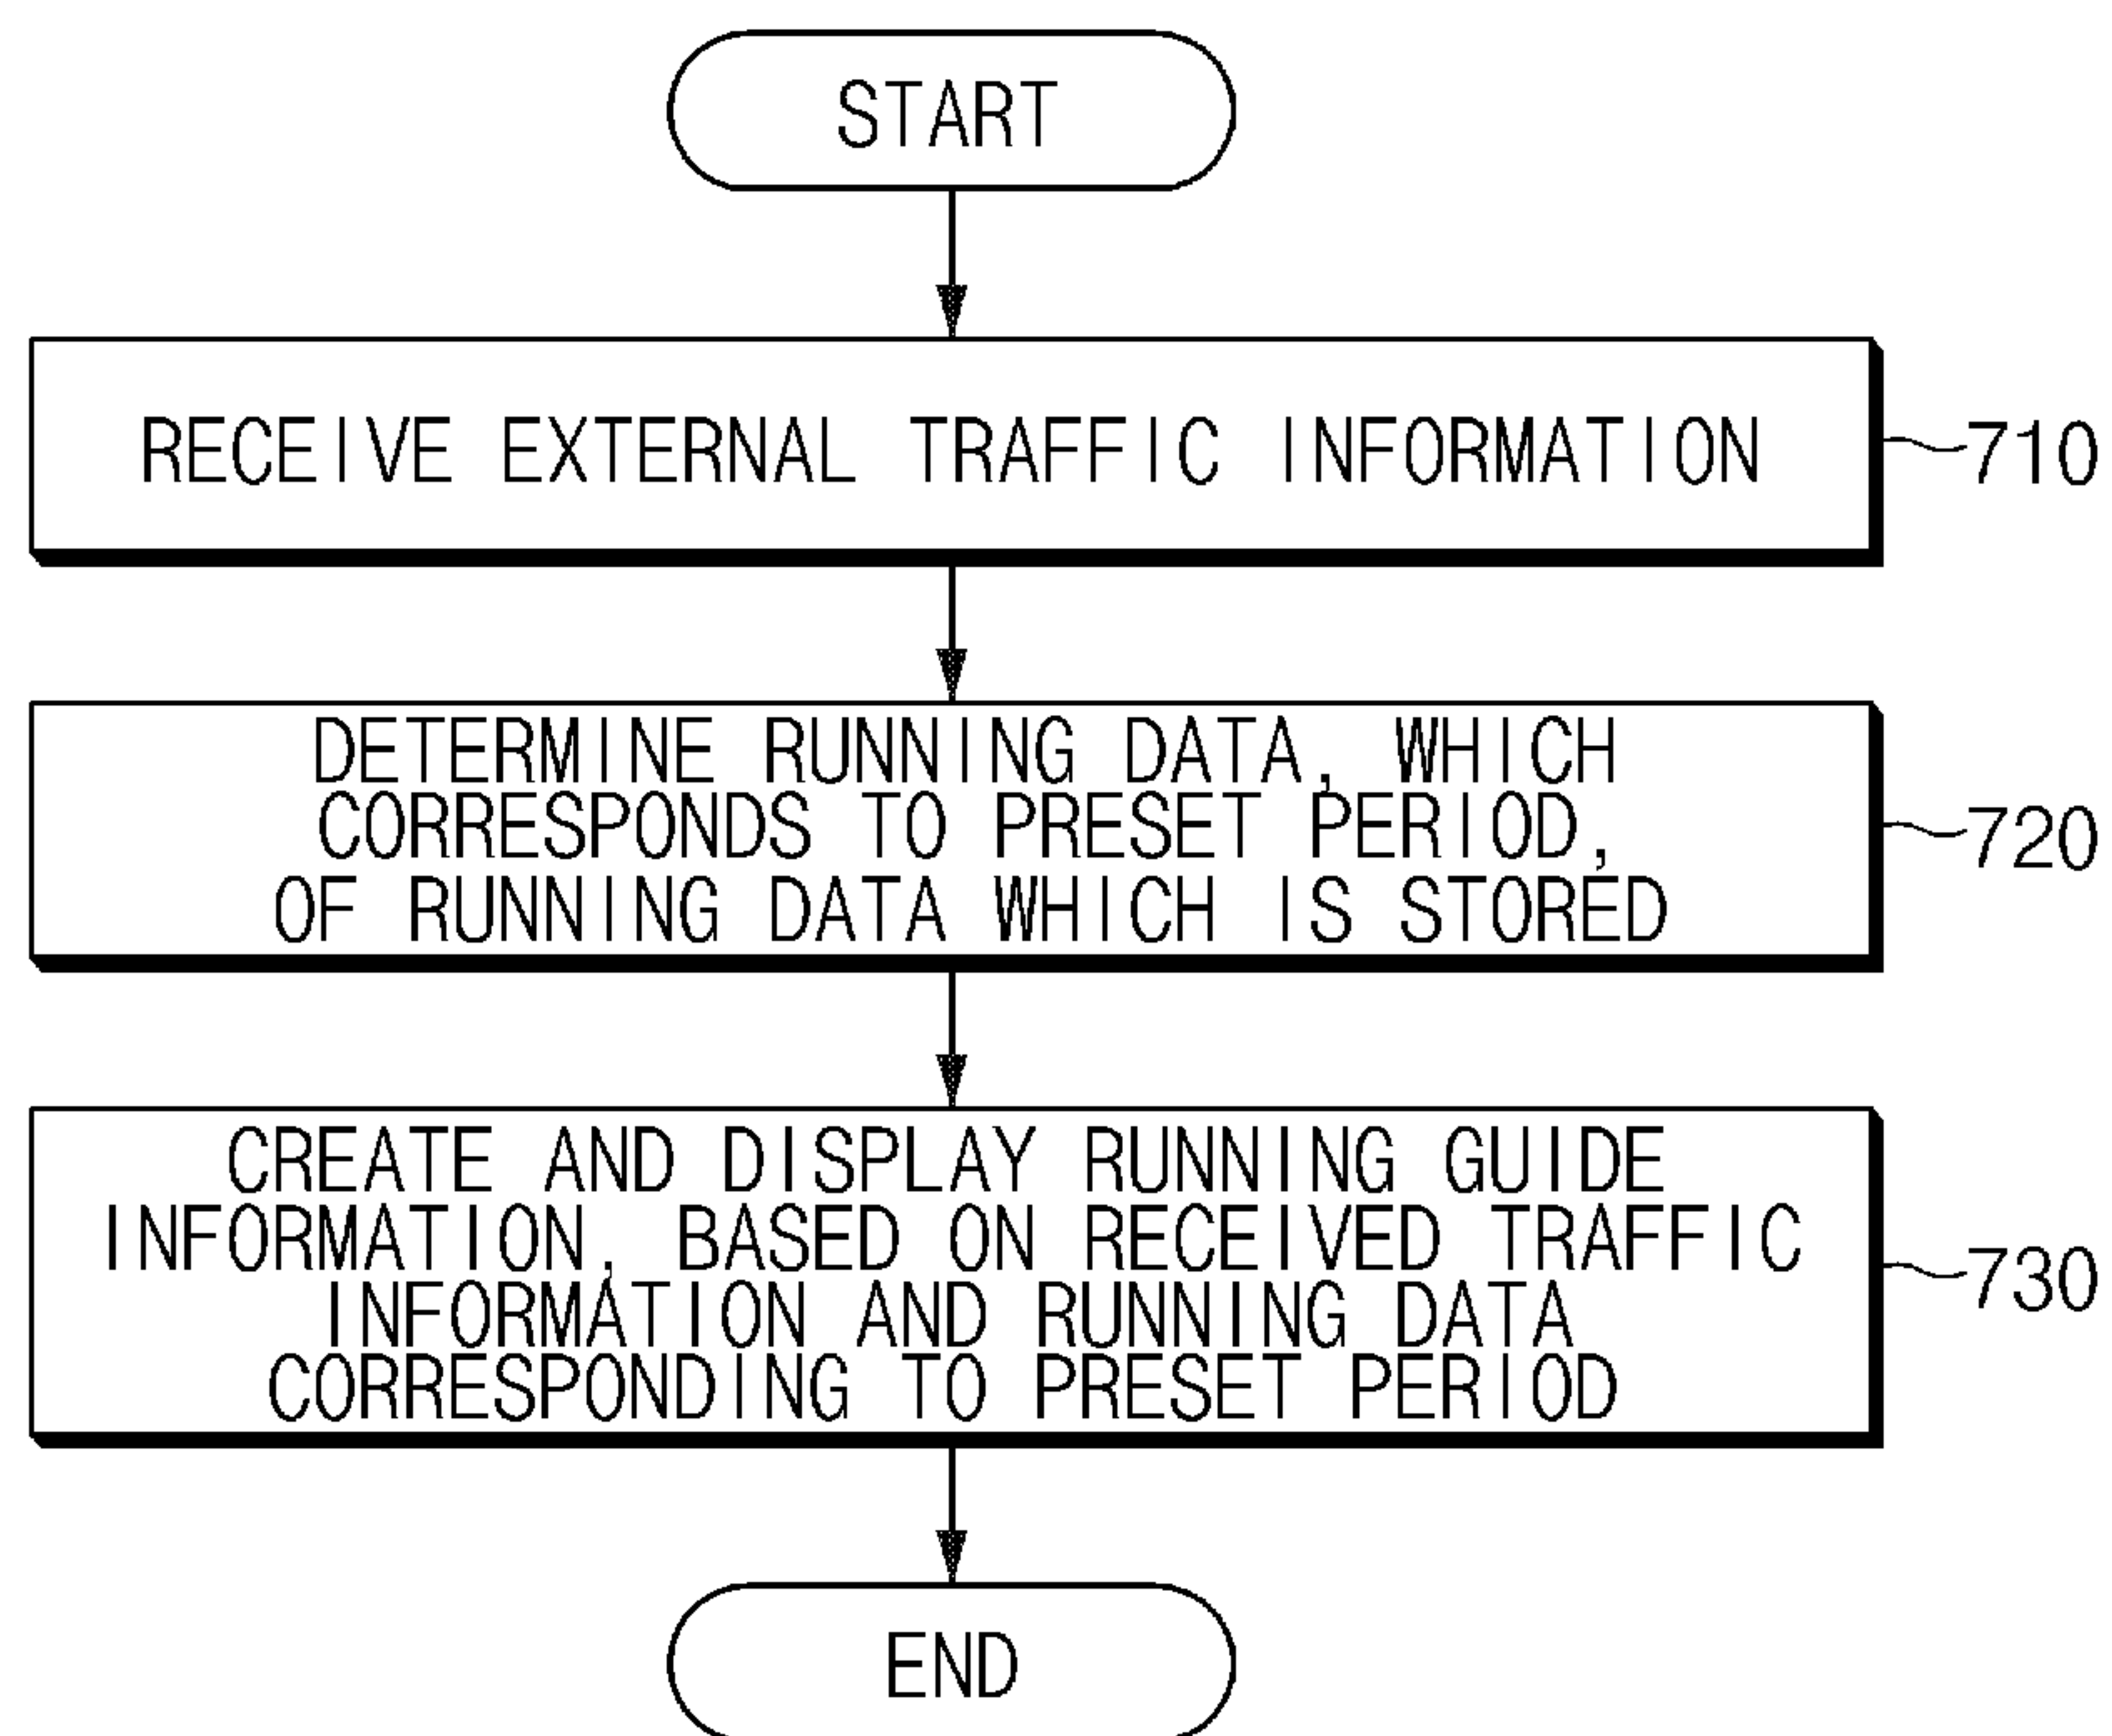 START
RECEIVE EXTERNAL TRAFFIC INFORMATION
710
DETERMINE RUNNING DATA, WHICH
CORRESPONDS TO PRESET PERIOD,
OF RUNNING DATA WHICH IS STORED
720
CREATE AND DISPLAY RUNNING GUIDE
INFORMATION, BASED ON RECEIVED TRAFFIC
INFORMATION AND RUNNING DATA
CORRESPONDING TO PRESET PERIOD
730
END